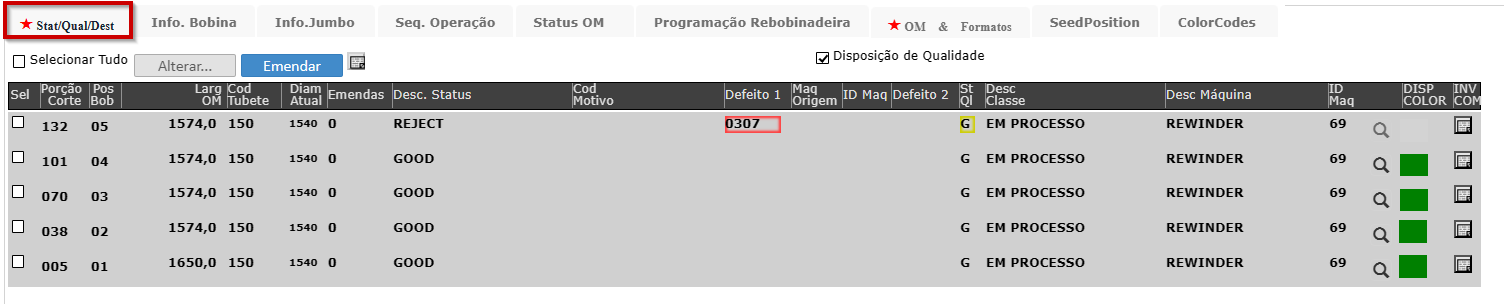 ★ Stat/Qual/Dest Info. Bobina Info.Jumbo Seq. Operação Status OM Programação Rebobinadeira ★ OM & Formatos SeedPosition ColorCodes
Selecionar Tudo Alterar... Emendar Disposição de Qualidade
Sel Porção Corte Pos Bob Larg OM Cod Tubete Diam Atual Emendas Desc. Status Cod Motivo Defeito 1 Maq Origem ID Maq Defeito 2 St Ql Desc Classe Desc Máquina ID Maq DISP COLOR INV COM
132 05 1574,0 150 1540 0 REJECT 0307 G EM PROCESSO REWINDER 69
101 04 1574,0 150 1540 0 GOOD G EM PROCESSO REWINDER 69
070 03 1574,0 150 1540 0 GOOD G EM PROCESSO REWINDER 69
038 02 1574,0 150 1540 0 GOOD G EM PROCESSO REWINDER 69
005 01 1650,0 150 1540 0 GOOD G EM PROCESSO REWINDER 69